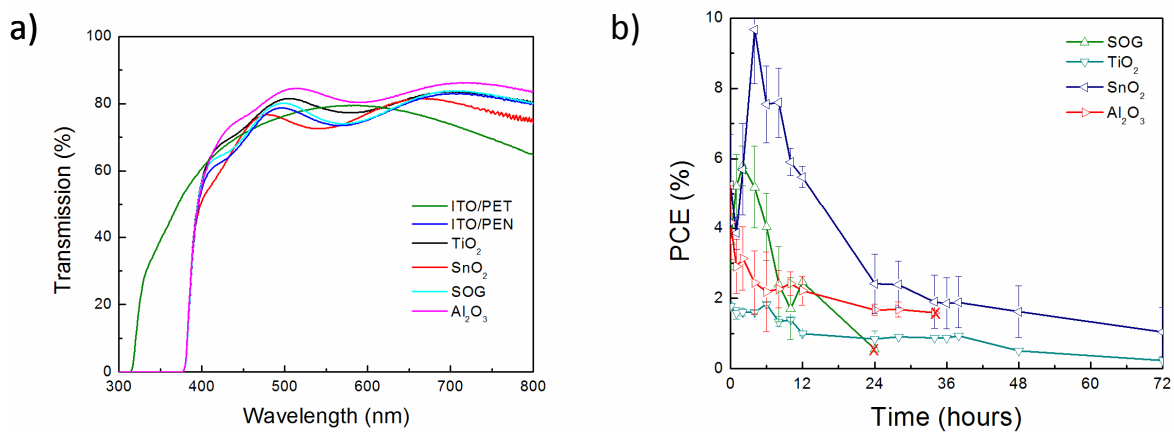 a)
100
80
60
40
20
0
Transmission (%)
300 400 500 600 700 800
Wavelength (nm)
ITO/PET
ITO/PEN
TiO₂
SnO₂
SOG
Al₂O₃
b)
10
8
6
4
2
0
PCE (%)
0 12 24 36 48 60 72
Time (hours)
SOG
TiO₂
SnO₂
Al₂O₃